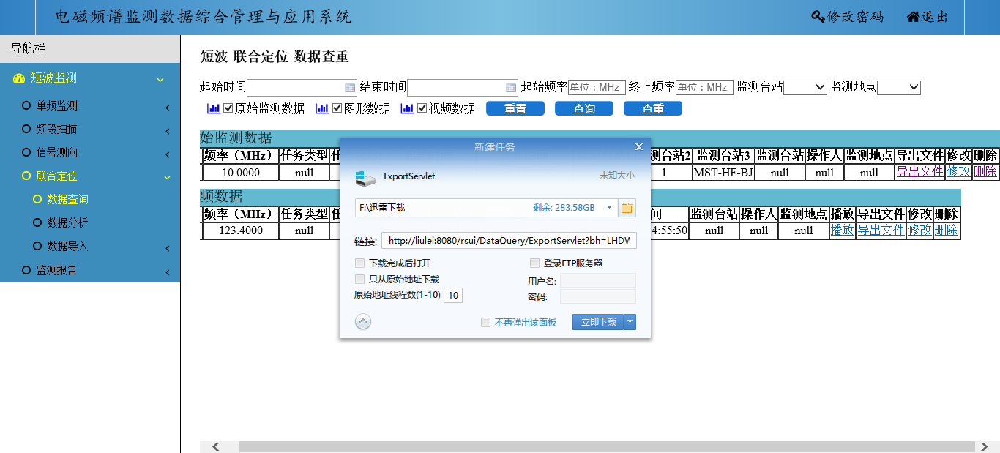 电磁频谱监测数据综合管理与应用系统 修改密码 退出
导航栏
短波监测
单频监测
频段扫描
信号测向
联合定位
数据查询
数据分析
数据导入
监测报告
短波-联合定位-数据查重
起始时间 结束时间 起始频率 单位：MHz 终止频率 单位：MHz 监测台站 监测地点
原始监测数据 图形数据 视频数据 重置 查询 查重
始监测数据
频率（MHz） 任务类型 任 测台站2 监测台站3 监测台站 操作人 监测地点 导出文件 修改 删除
10.0000 null 1 MST-HF-BJ null null null 导出文件 修改 删除
频数据
频率（MHz） 任务类型 任 间 监测台站 操作人 监测地点 播放 导出文件 修改 删除
123.4000 null 4:55:50 null null null 播放 导出文件 修改 删除
新建任务
ExportServlet 未知大小
F:\迅雷下载 剩余: 283.58GB
链接: http://liulei:8080/rsui/DataQuery/ExportServlet?bh=LHDV
下载完成后打开 登录FTP服务器
只从原始地址下载 用户名:
原始地址线程数(1-10) 10 密码:
不再弹出该面板 立即下载